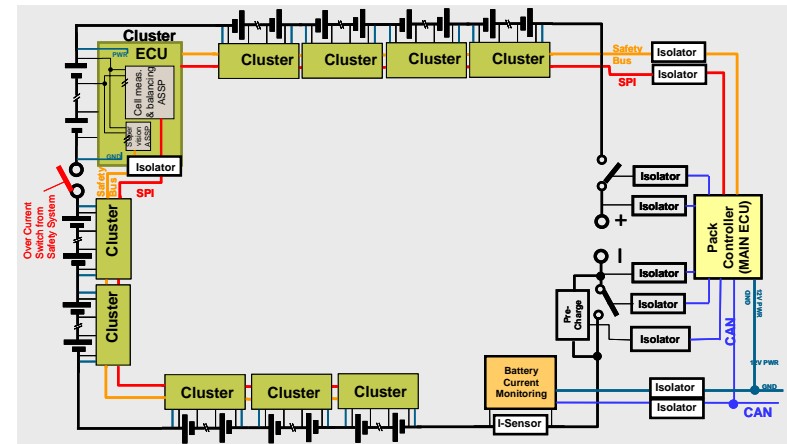 Cluster
ECU
PWR
Cell meas.
& balancing
ASSP
Super
vision
ASSP
GND
Isolator
Safety
Bus
SPI
Cluster
Cluster
Cluster
Cluster
Safety
Bus
SPI
Isolator
Isolator
Over Current
Switch from
Safety System
Cluster
Cluster
Isolator
Isolator
+
Pack
Controller
(MAIN ECU)
I
Isolator
Isolator
Isolator
Pre-
Charge
GND
12V PWR
CAN
12V PWR
GND
CAN
Cluster
Cluster
Cluster
Battery
Current
Monitoring
I-Sensor
Isolator
Isolator